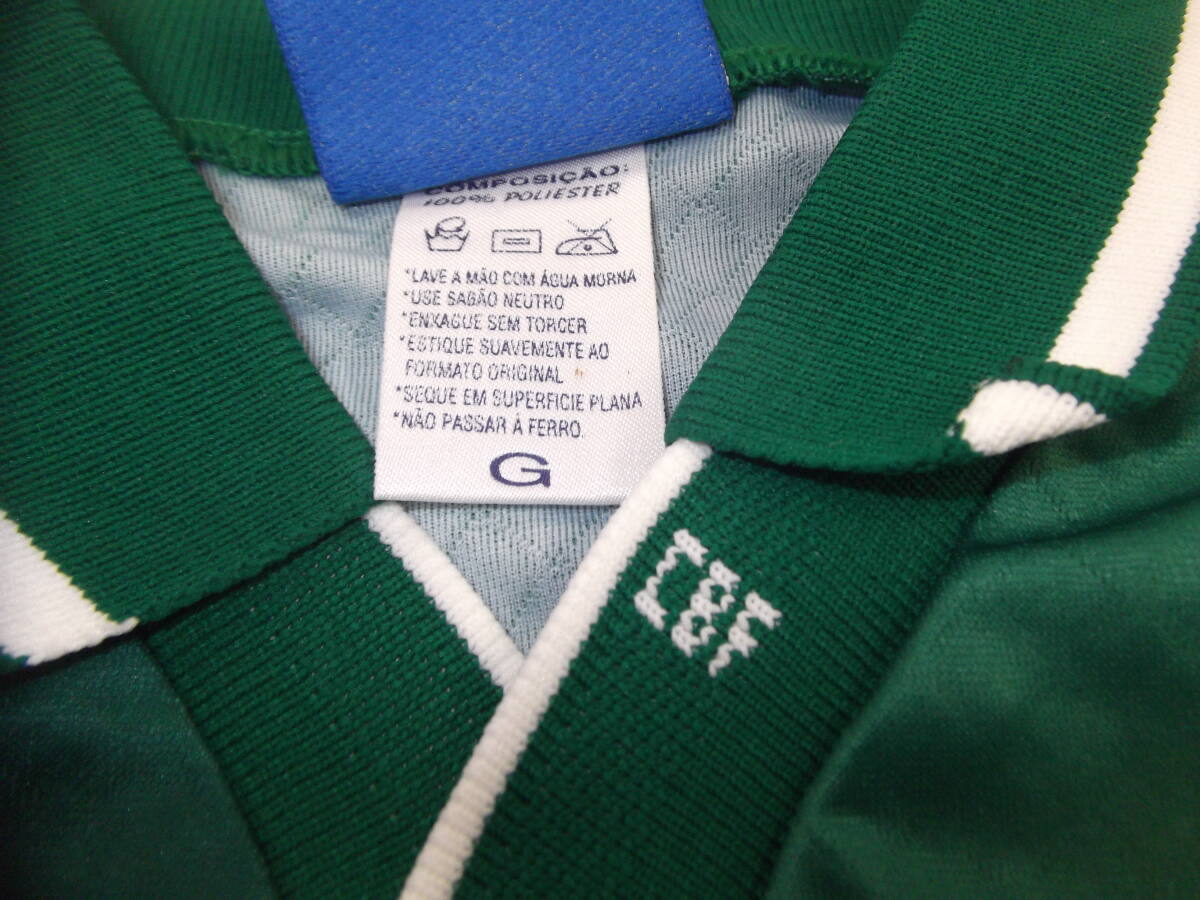 COMPOSIÇÃO:
100% POLIESTER
*LAVE A MÃO COM ÁGUA MORNA
*USE SABÃO NEUTRO
*ENXAGUE SEM TORCER
*ESTIQUE SUAVEMENTE AO
FORMATO ORIGINAL
*SEQUE EM SUPERFICIE PLANA
*NÃO PASSAR Á FERRO.
G
CBF